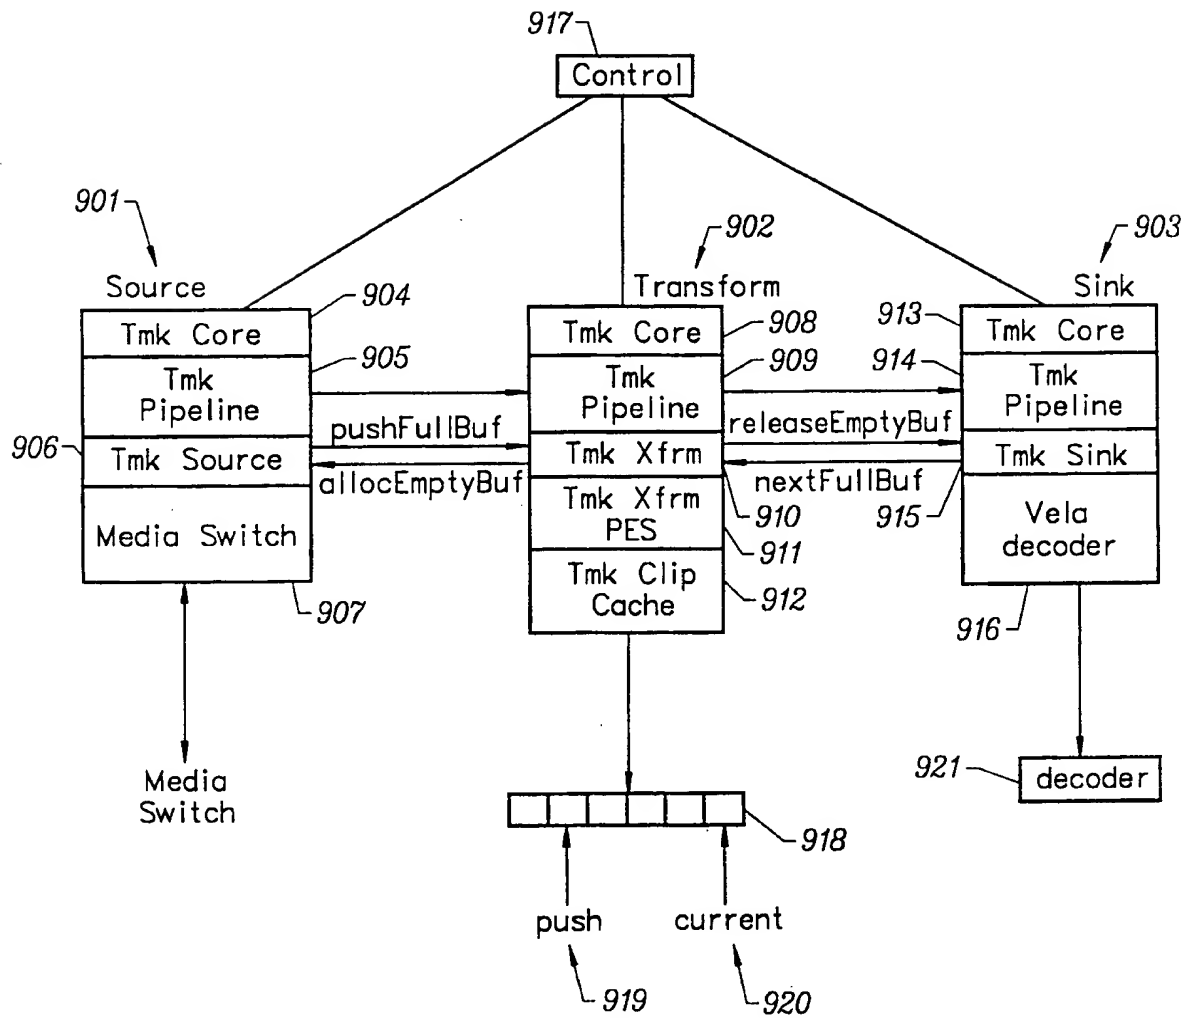 917
Control
901
902
903
Source
Transform
Sink
904
908
913
Tmk Core
Tmk Core
Tmk Core
905
909
914
Tmk
Pipeline
Tmk
Pipeline
Tmk
Pipeline
pushFullBuf
releaseEmptyBuf
906
Tmk Source
Tmk Xfrm
Tmk Sink
allocEmptyBuf
nextFullBuf
910
915
Media Switch
Tmk Xfrm
PES
Vela
decoder
911
907
Tmk Clip
Cache
912
916
Media
Switch
921
decoder
918
push
current
919
920